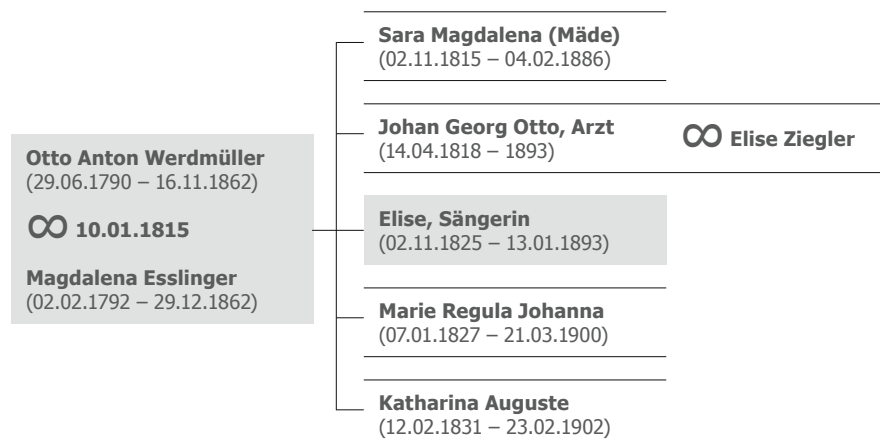 Otto Anton Werdmüller
(29.06.1790 – 16.11.1862)
∞ 10.01.1815
Magdalena Esslinger
(02.02.1792 – 29.12.1862)
Sara Magdalena (Mäde)
(02.11.1815 – 04.02.1886)
Johan Georg Otto, Arzt
(14.04.1818 – 1893)
∞ Elise Ziegler
Elise, Sängerin
(02.11.1825 – 13.01.1893)
Marie Regula Johanna
(07.01.1827 – 21.03.1900)
Katharina Auguste
(12.02.1831 – 23.02.1902)